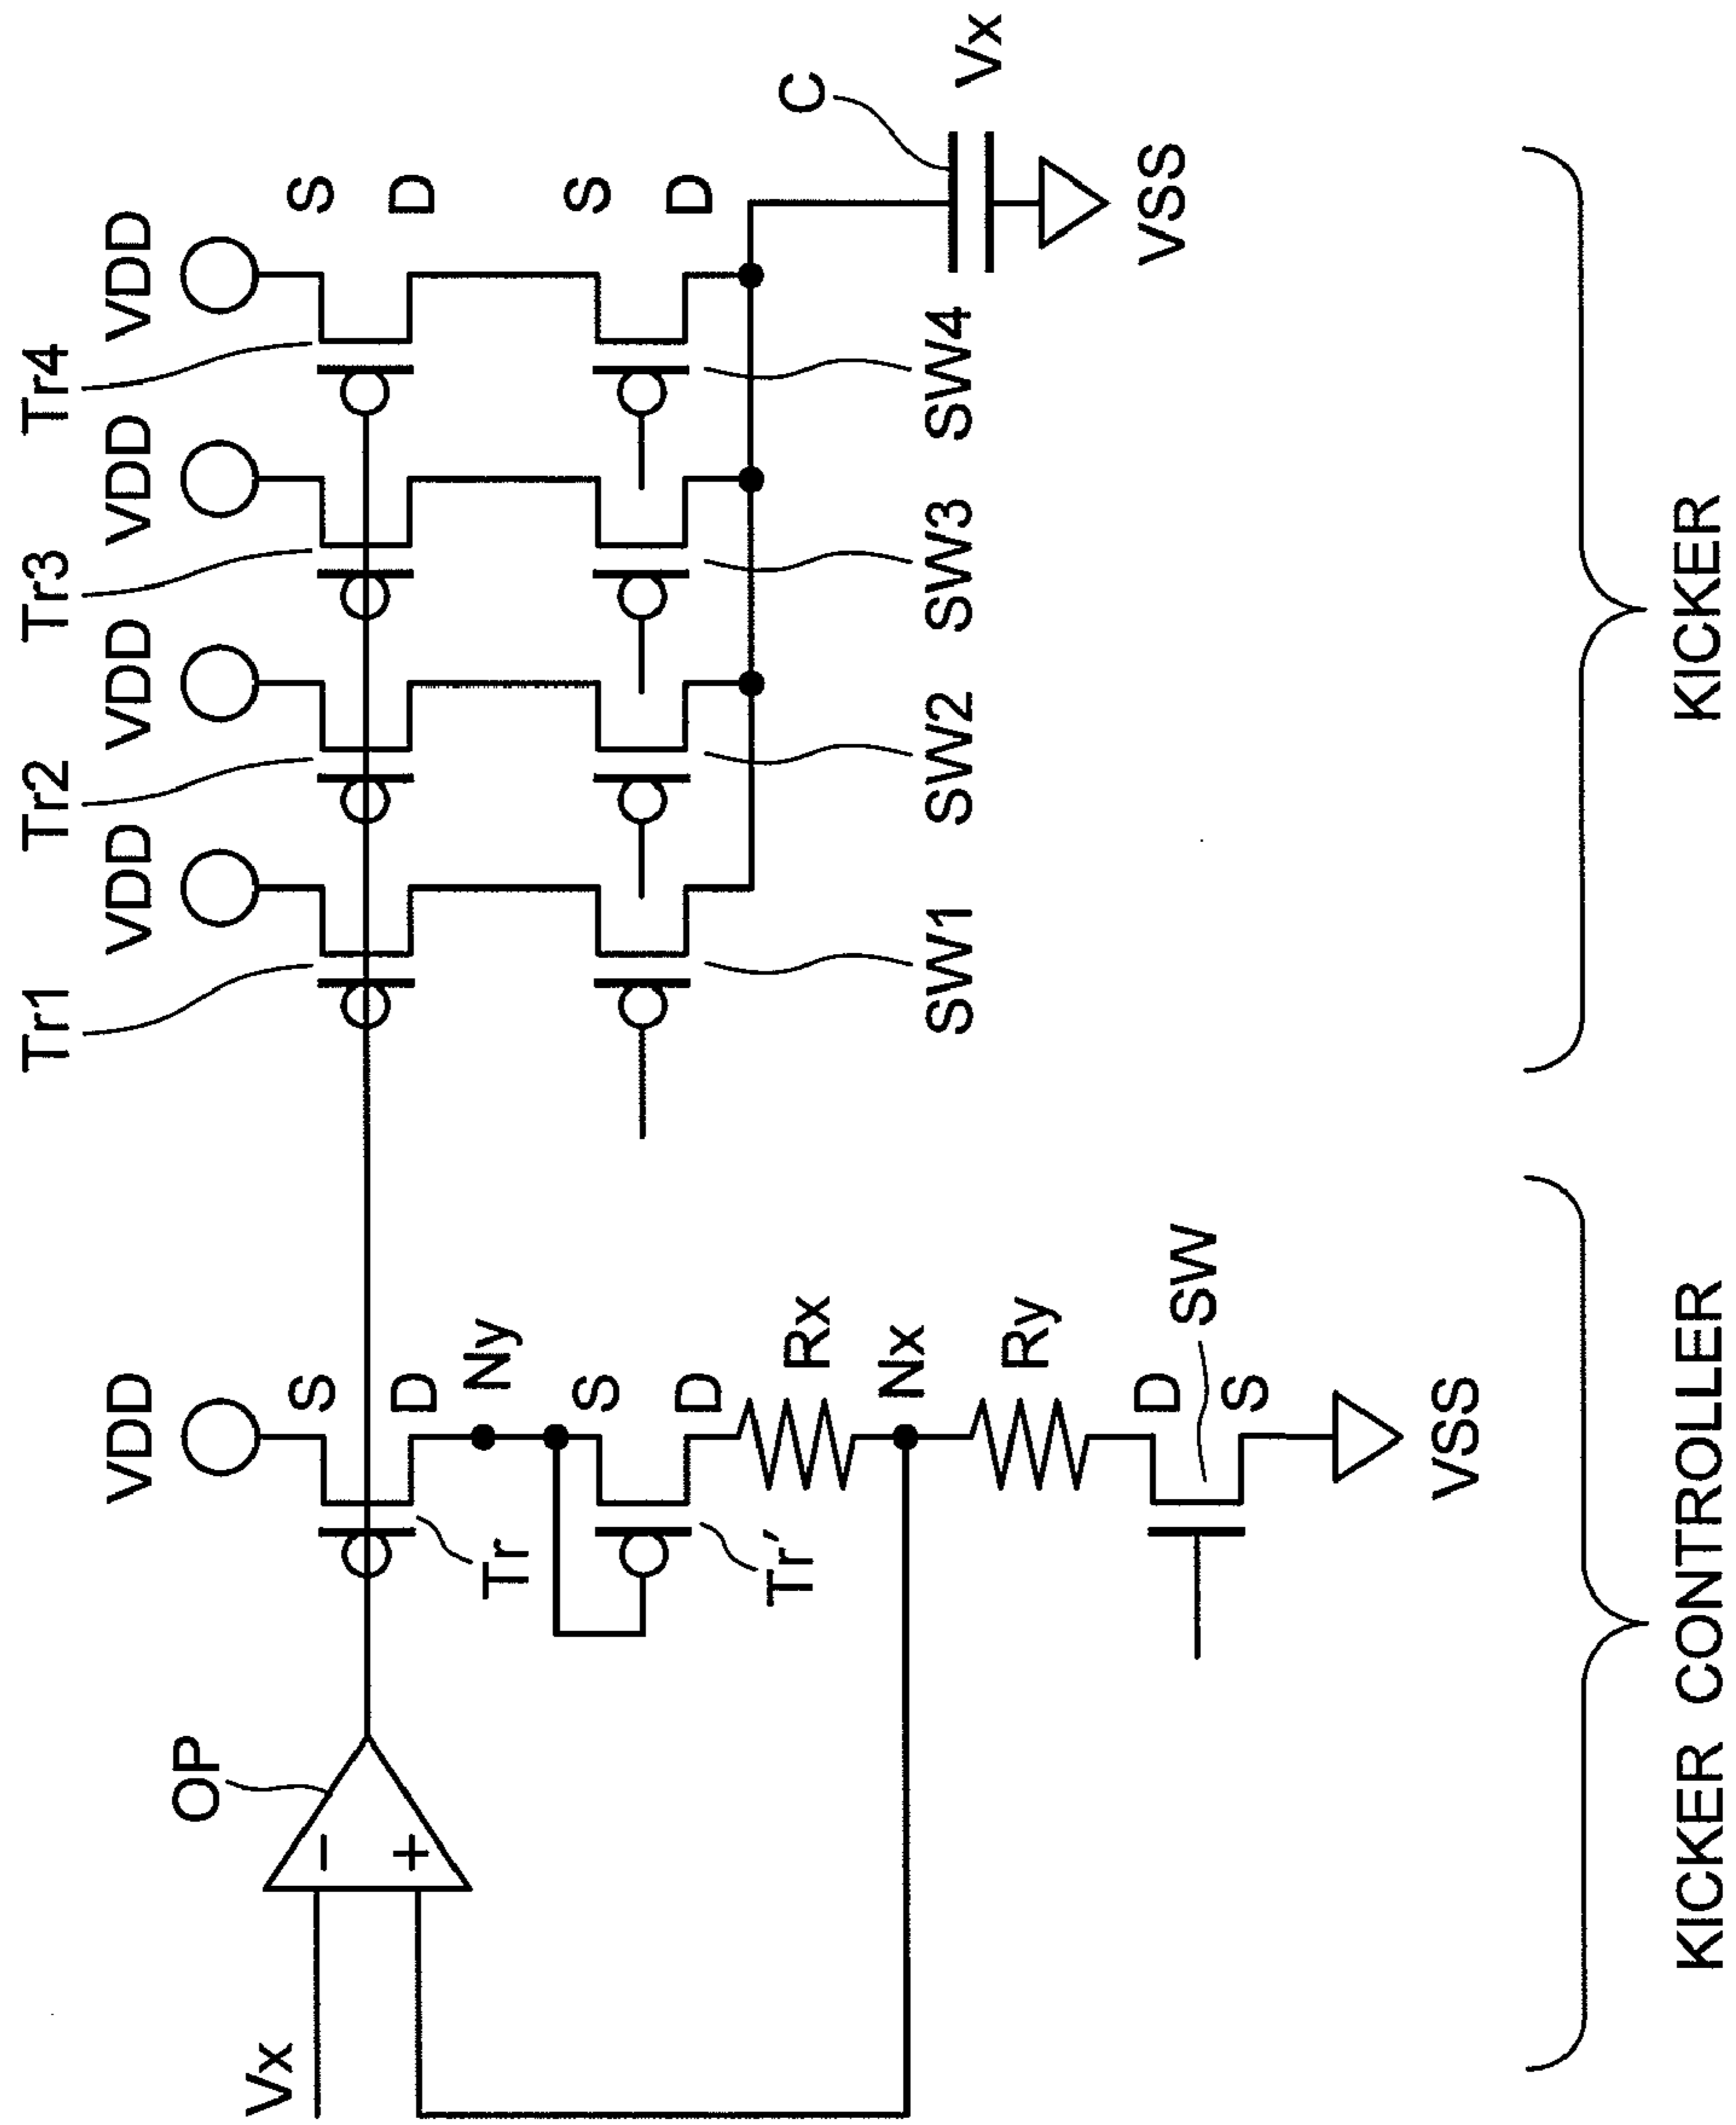 Vx
OP
−
+
VDD
S
D
Ny
Tr
S
D
Tr′
Rx
Nx
Ry
D
S
SW
VSS
KICKER CONTROLLER
Tr1
VDD
Tr2
VDD
Tr3
VDD
Tr4
VDD
S
D
S
D
SW1
SW2
SW3
SW4
C
Vx
VSS
KICKER